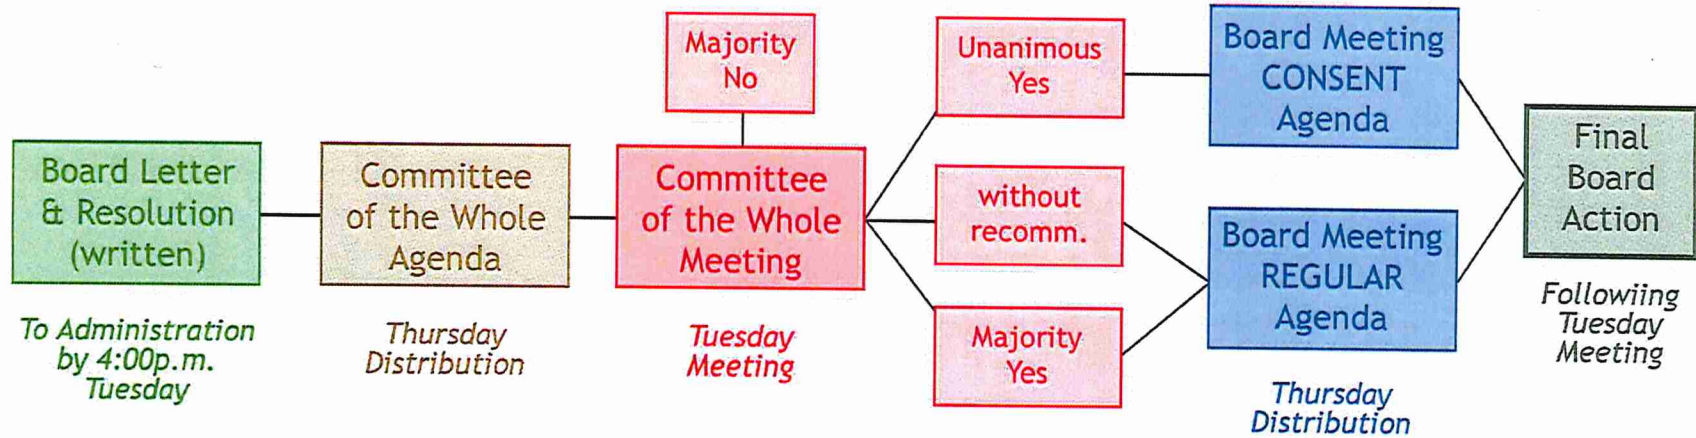 Board Letter
& Resolution
(written)
To Administration
by 4:00p.m.
Tuesday
Committee
of the Whole
Agenda
Thursday
Distribution
Majority
No
Committee
of the Whole
Meeting
Tuesday
Meeting
Unanimous
Yes
without
recomm.
Majority
Yes
Board Meeting
CONSENT
Agenda
Board Meeting
REGULAR
Agenda
Thursday
Distribution
Final
Board
Action
Followiing
Tuesday
Meeting